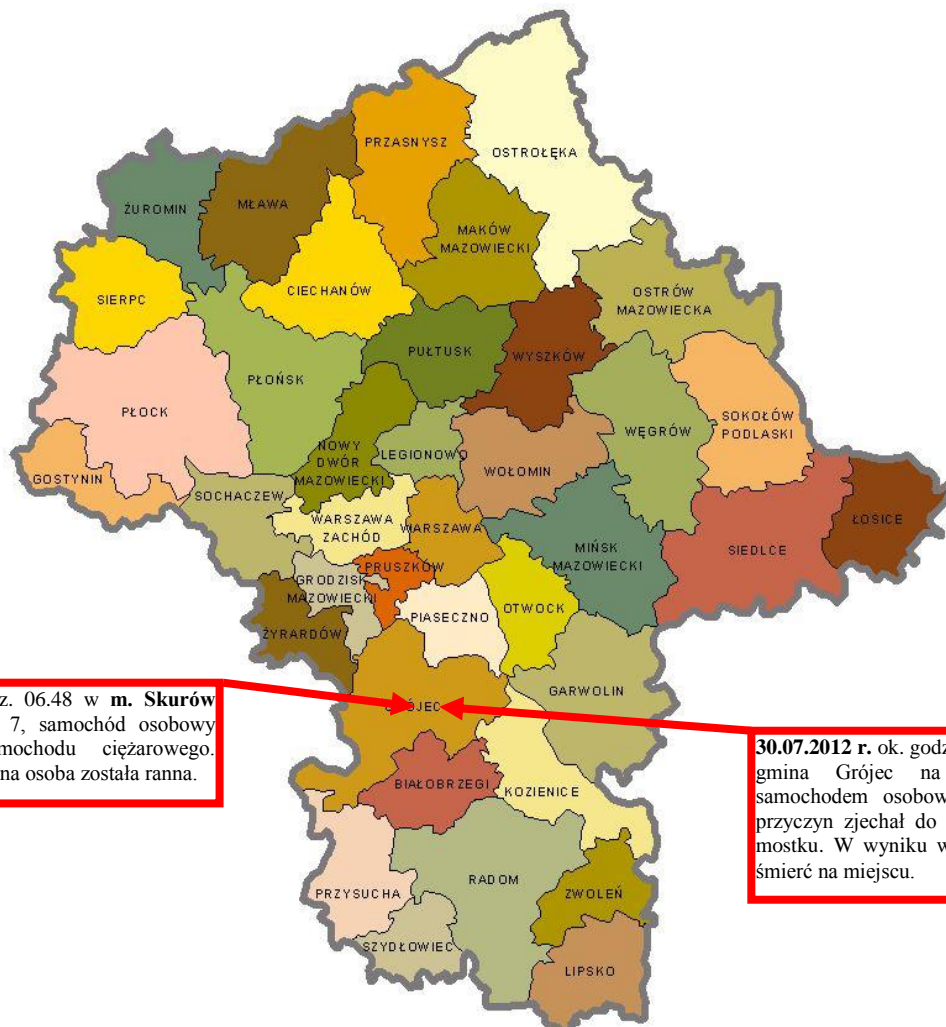 PRZASNYSZ
OSTROŁĘKA
ŻUROMIN
MŁAWA
MAKÓW
MAZOWIECKI
SIERPC
CIECHANÓW
OSTRÓW
MAZOWIECKA
PUŁTUSK
WYSZKÓW
PŁOŃSK
PŁOCK
SOKOŁÓW
PODLASKI
WĘGRÓW
NOWY
DWÓR
MAZOWIECKI
LEGIONOWO
WOŁOMIN
GOSTYNIN
SOCHACZEW
WARSZAWA
ZACHÓD
WARSZAWA
ŁOSICE
MIŃSK
MAZOWIECKI
SIEDLCE
PRUSZKÓW
GRODZISK
MAZOWIECKI
PIASECZNO
OTWOCK
ŻYRARDÓW
GARWOLIN
z. 06.48 w m. Skurów
7, samochód osobowy
mochodu ciężarowego.
na osoba została ranna.
30.07.2012 r. ok. godz
gmina Grójec na
samochodem osobow
przyczyn zjechał do
mostku. W wyniku w
śmierć na miejscu.
BIAŁOBRZEGI
KOZIENICE
PRZYSUCHA
RADOM
ZWOLEŃ
SZYDŁOWIEC
LIPSKO